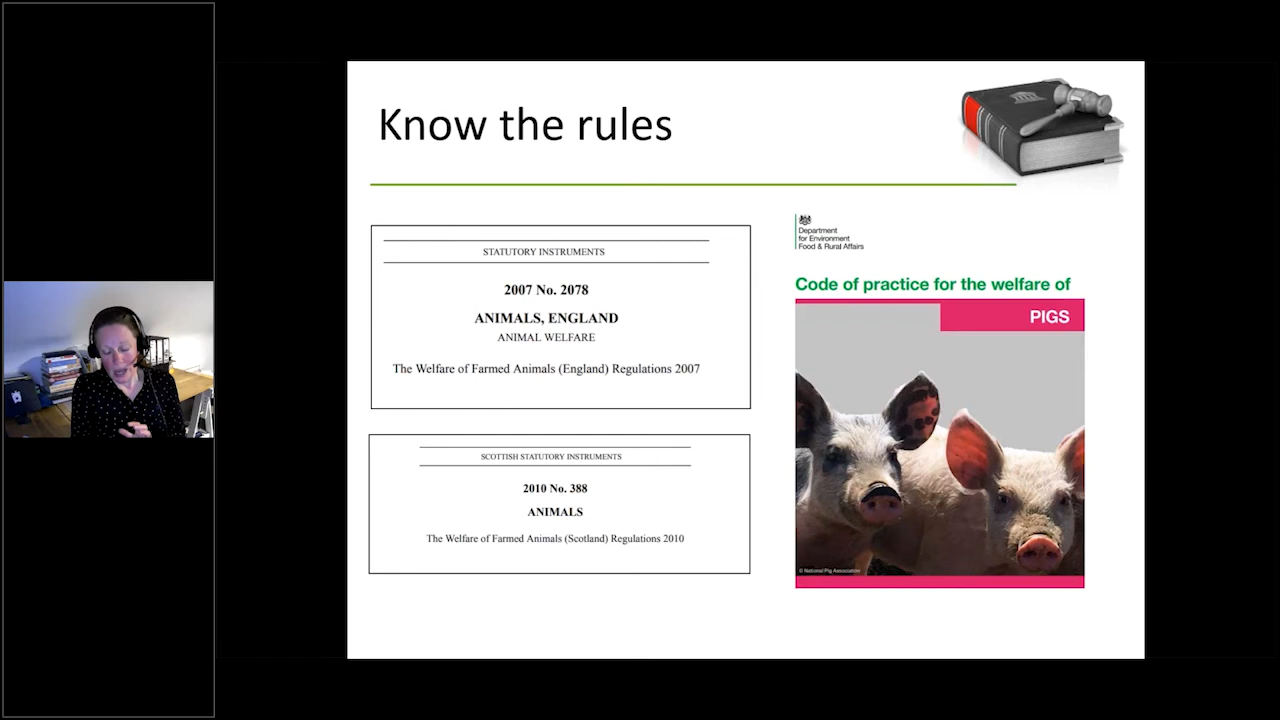 Know the rules
STATUTORY INSTRUMENTS
2007 No. 2078
ANIMALS, ENGLAND
ANIMAL WELFARE
The Welfare of Farmed Animals (England) Regulations 2007
SCOTTISH STATUTORY INSTRUMENTS
2010 No. 388
ANIMALS
The Welfare of Farmed Animals (Scotland) Regulations 2010
Department
for Environment
Food & Rural Affairs
Code of practice for the welfare of
PIGS
© National Pig Association